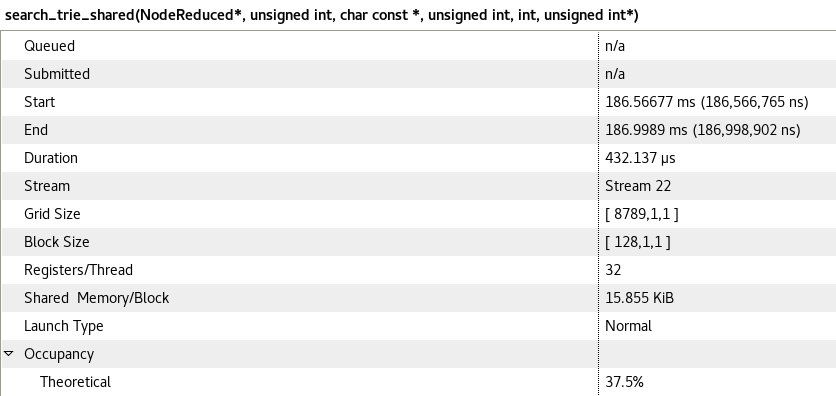 search_trie_shared(NodeReduced*, unsigned int, char const *, unsigned int, int, unsigned int*)
Queued n/a
Submitted n/a
Start 186.56677 ms (186,566,765 ns)
End 186.9989 ms (186,998,902 ns)
Duration 432.137 µs
Stream Stream 22
Grid Size [ 8789,1,1 ]
Block Size [ 128,1,1 ]
Registers/Thread 32
Shared Memory/Block 15.855 KiB
Launch Type Normal
Occupancy
Theoretical 37.5%